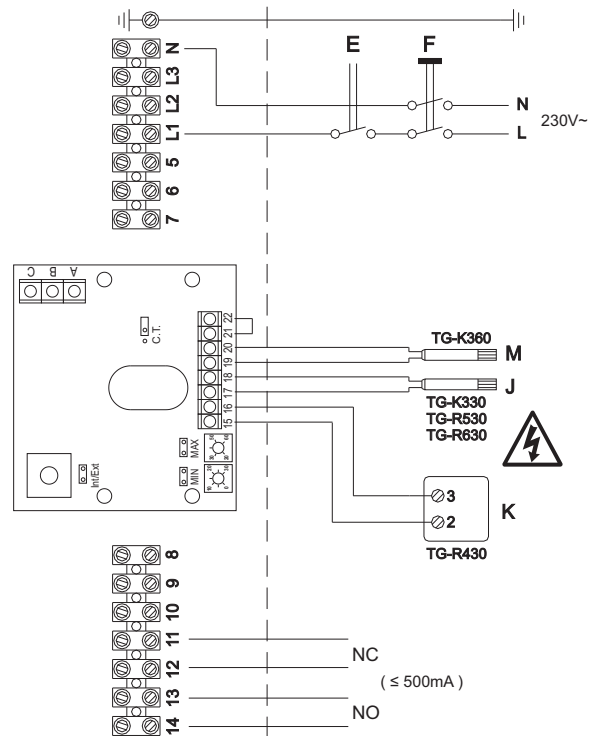 E
F
N
L3
L2
L1
5
6
7
N
L
230V~
A
B
C
C.T.
22
21
20
19
18
17
16
15
MAX
MIN
Int/Ext
TG-K360
M
J
TG-K330
TG-R530
TG-R630
3
2
K
TG-R430
8
9
10
11
12
13
14
NC
( ≤ 500mA )
NO